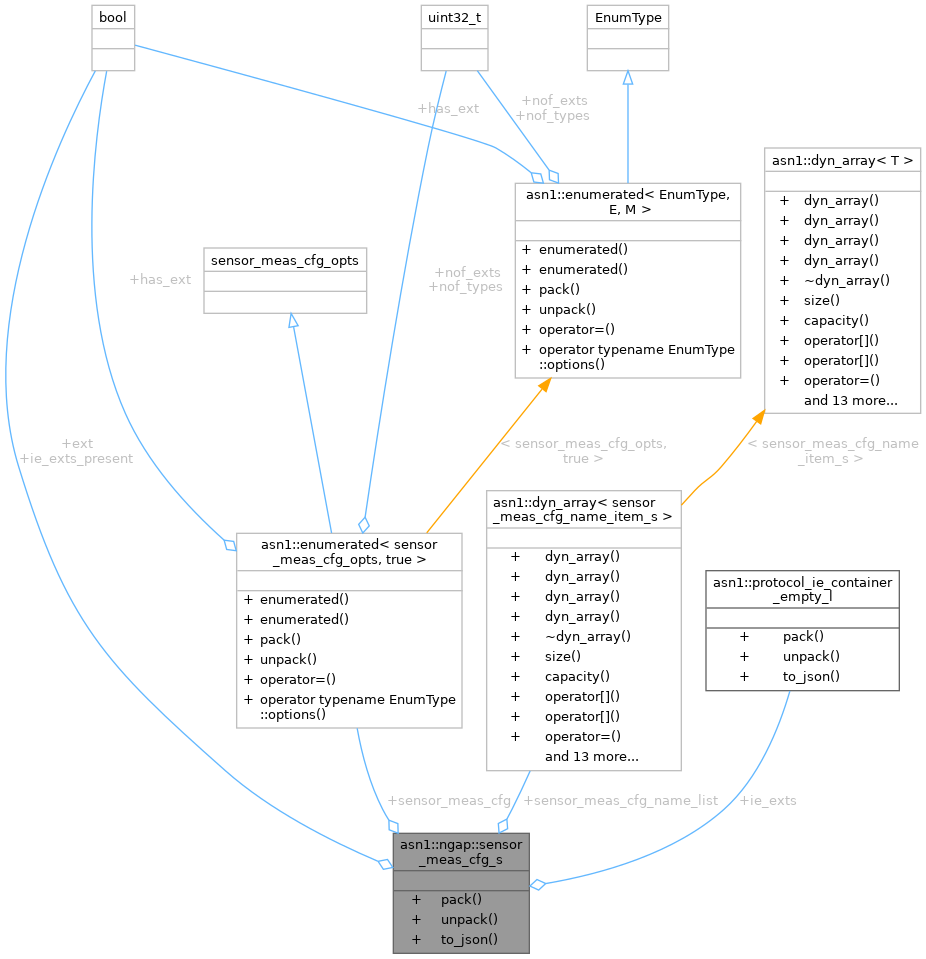 bool
uint32_t
EnumType
+has_ext
+nof_exts
+nof_types
asn1::dyn_array< T >
+ dyn_array()
+ dyn_array()
+ dyn_array()
+ dyn_array()
+ ~dyn_array()
+ size()
+ capacity()
+ operator[]()
+ operator[]()
+ operator=()
and 13 more...
asn1::enumerated< EnumType,
E, M >
+ enumerated()
+ enumerated()
+ pack()
+ unpack()
+ operator=()
+ operator typename EnumType
::options()
sensor_meas_cfg_opts
+has_ext
+nof_exts
+nof_types
+ext
+ie_exts_present
< sensor_meas_cfg_opts,
true >
< sensor_meas_cfg_name
_item_s >
asn1::dyn_array< sensor
_meas_cfg_name_item_s >
+ dyn_array()
+ dyn_array()
+ dyn_array()
+ dyn_array()
+ ~dyn_array()
+ size()
+ capacity()
+ operator[]()
+ operator[]()
+ operator=()
and 13 more...
asn1::enumerated< sensor
_meas_cfg_opts, true >
+ enumerated()
+ enumerated()
+ pack()
+ unpack()
+ operator=()
+ operator typename EnumType
::options()
asn1::protocol_ie_container
_empty_l
+ pack()
+ unpack()
+ to_json()
+sensor_meas_cfg
+sensor_meas_cfg_name_list
+ie_exts
asn1::ngap::sensor
_meas_cfg_s
+ pack()
+ unpack()
+ to_json()